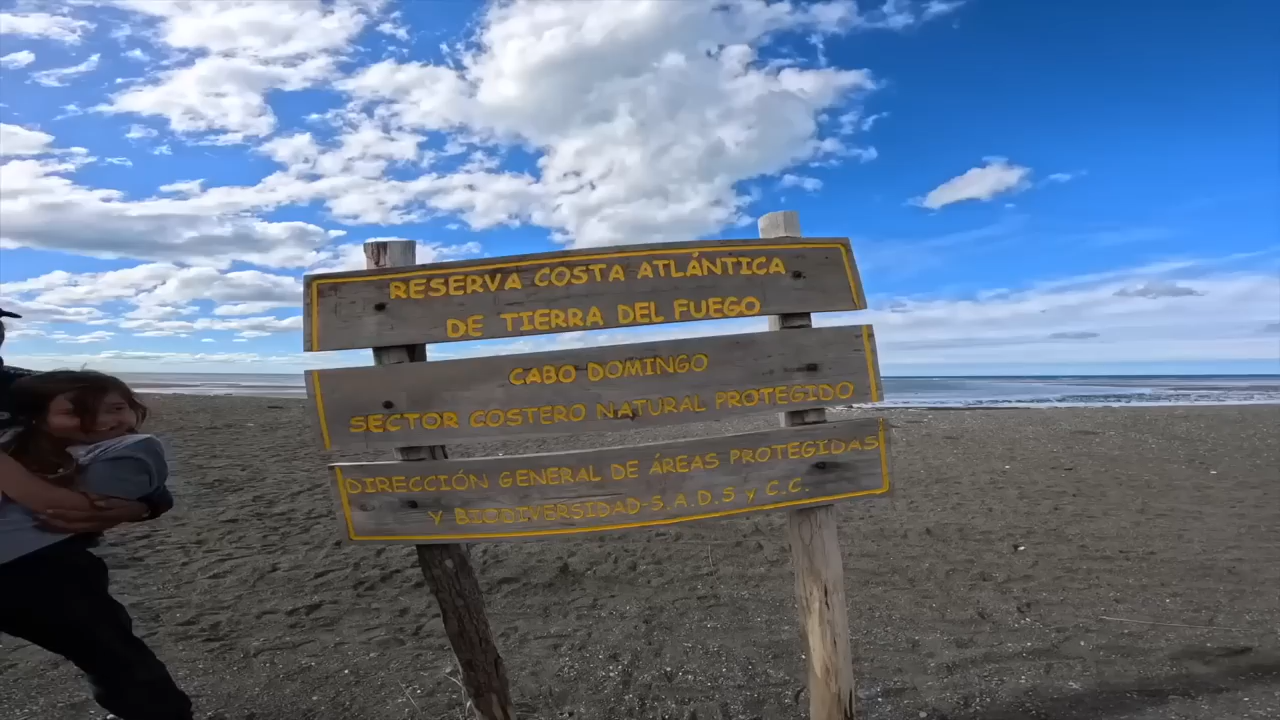 RESERVA COSTA ATLÁNTICA
DE TIERRA DEL FUEGO
CABO DOMINGO
SECTOR COSTERO NATURAL PROTEGIDO
DIRECCIÓN GENERAL DE ÁREAS PROTEGIDAS
Y BIODIVERSIDAD-S.A.D.S y C.C.